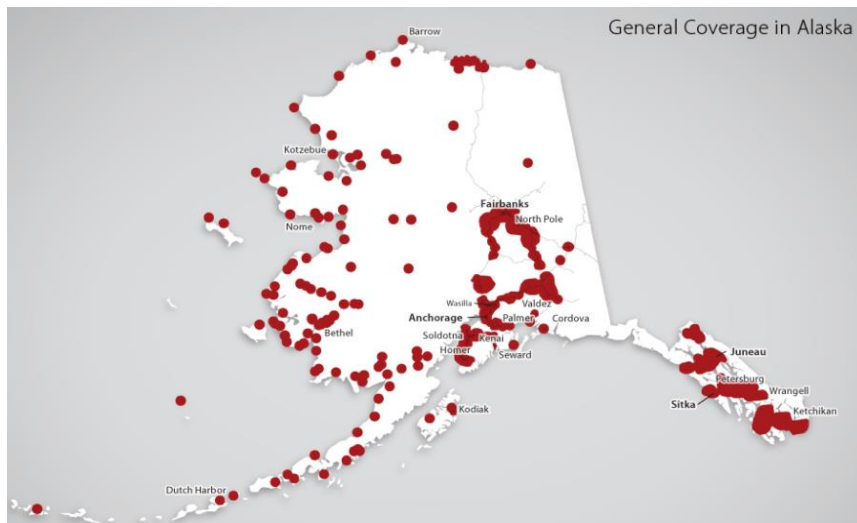 General Coverage in Alaska
Barrow
Kotzebue
Fairbanks
North Pole
Nome
Wasilla
Valdez
Anchorage
Palmer
Cordova
Bethel
Soldotna
Kenai
Homer
Seward
Juneau
Petersburg
Wrangell
Sitka
Kodiak
Ketchikan
Dutch Harbor